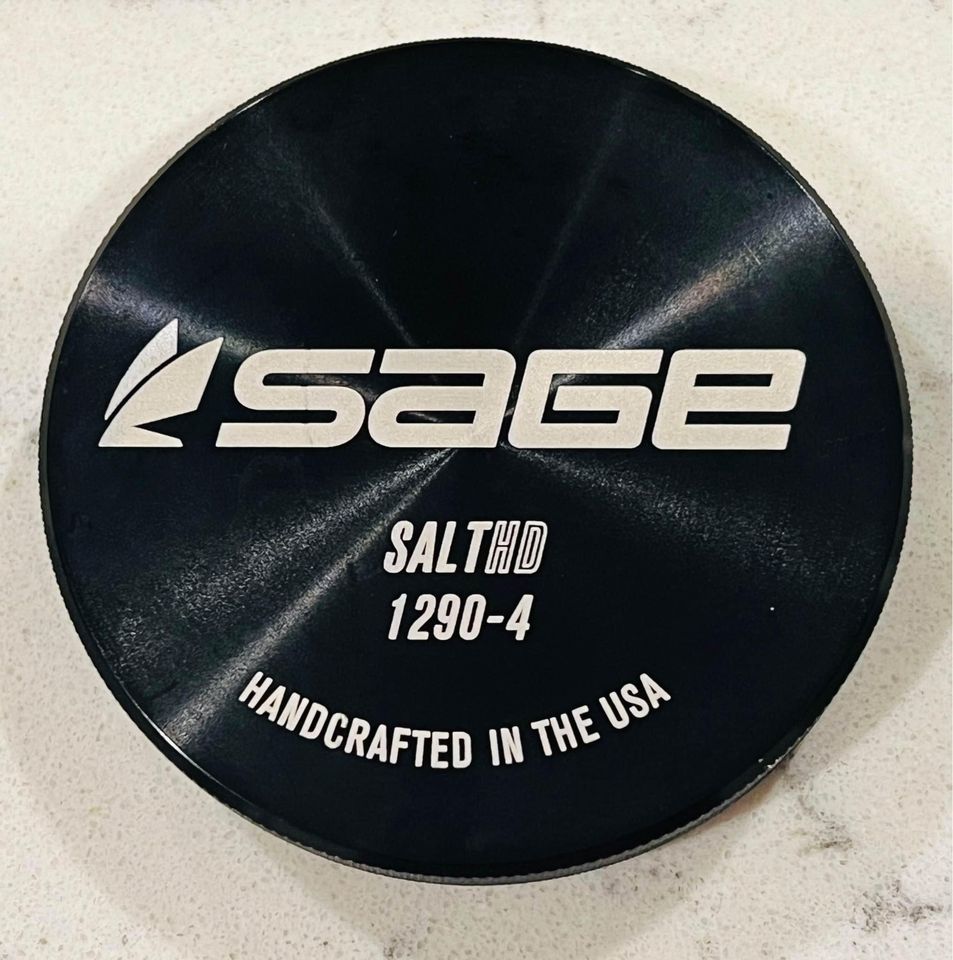 SAGE
SALTHD
1290-4
HANDCRAFTED IN THE USA